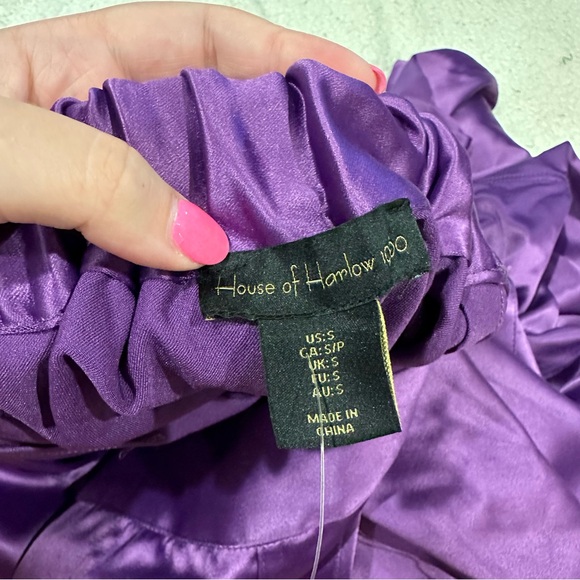 House of Harlow 1960
US: S
CA: S/P
UK: S
EU: S
AU: S
MADE IN
CHINA